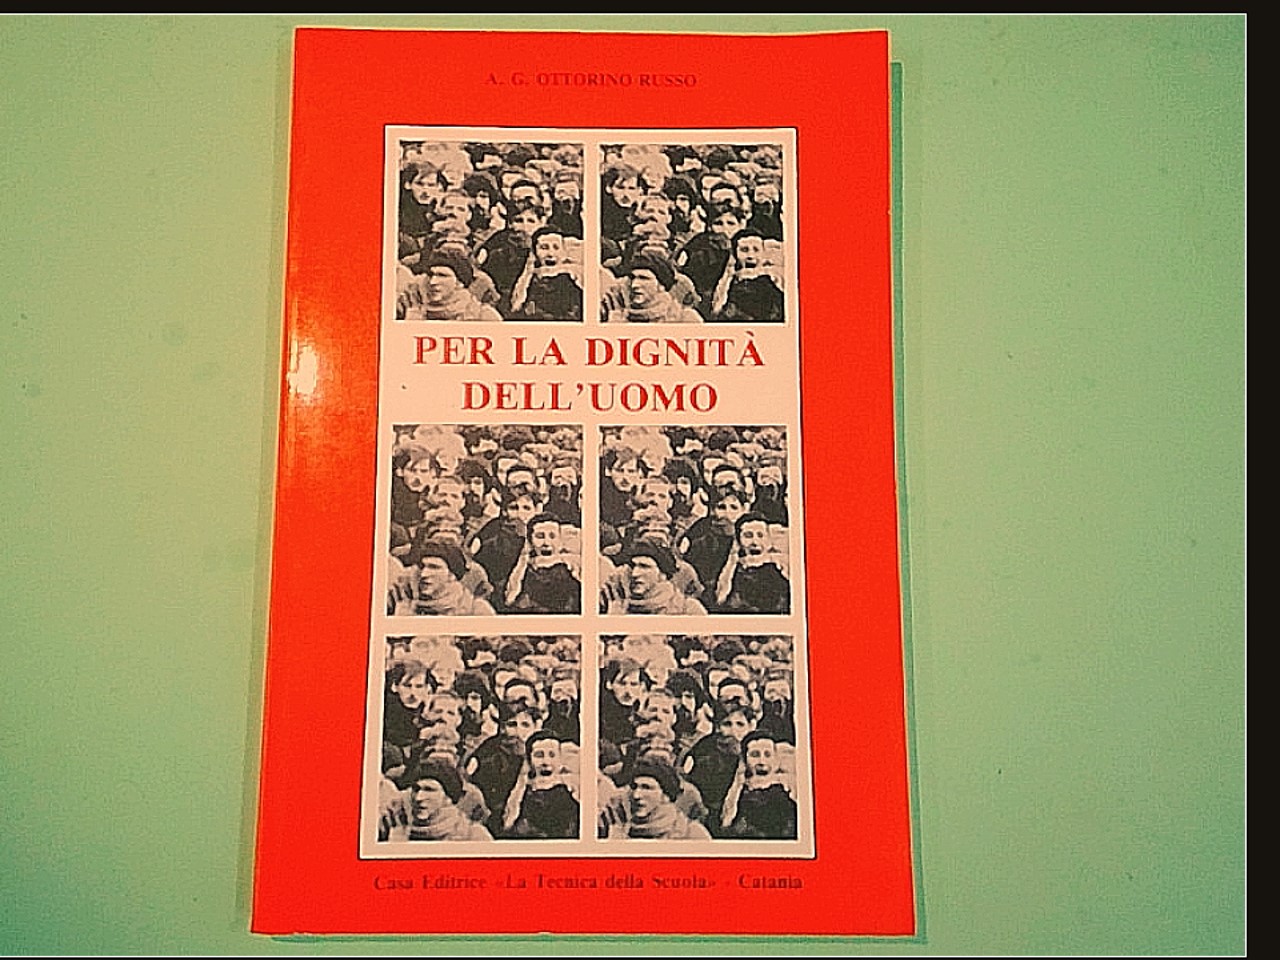 A. G. OTTORINO RUSSO
PER LA DIGNITÀ
DELL'UOMO
Casa Editrice «La Tecnica della Scuola» - Catania